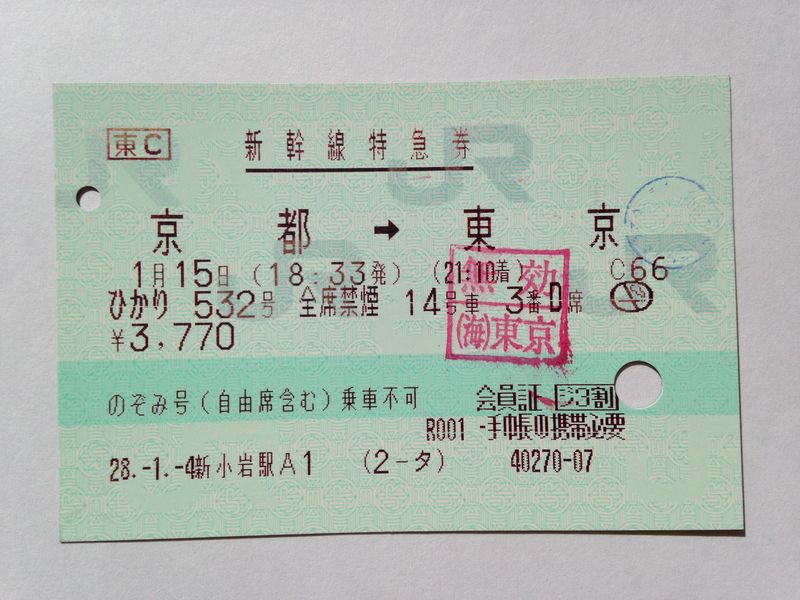 東C
新幹線特急券
京都 → 東京
1月15日 (18:33発) (21:10着) C66
ひかり 532号 全席禁煙 14号車 3番D席
¥3,770
無効
(海)東京
のぞみ号(自由席含む)乗車不可 会員証 ジ3割
R001 -手帳の携帯必要
28.-1.-4新小岩駅A1 (2-タ) 40270-07
JR